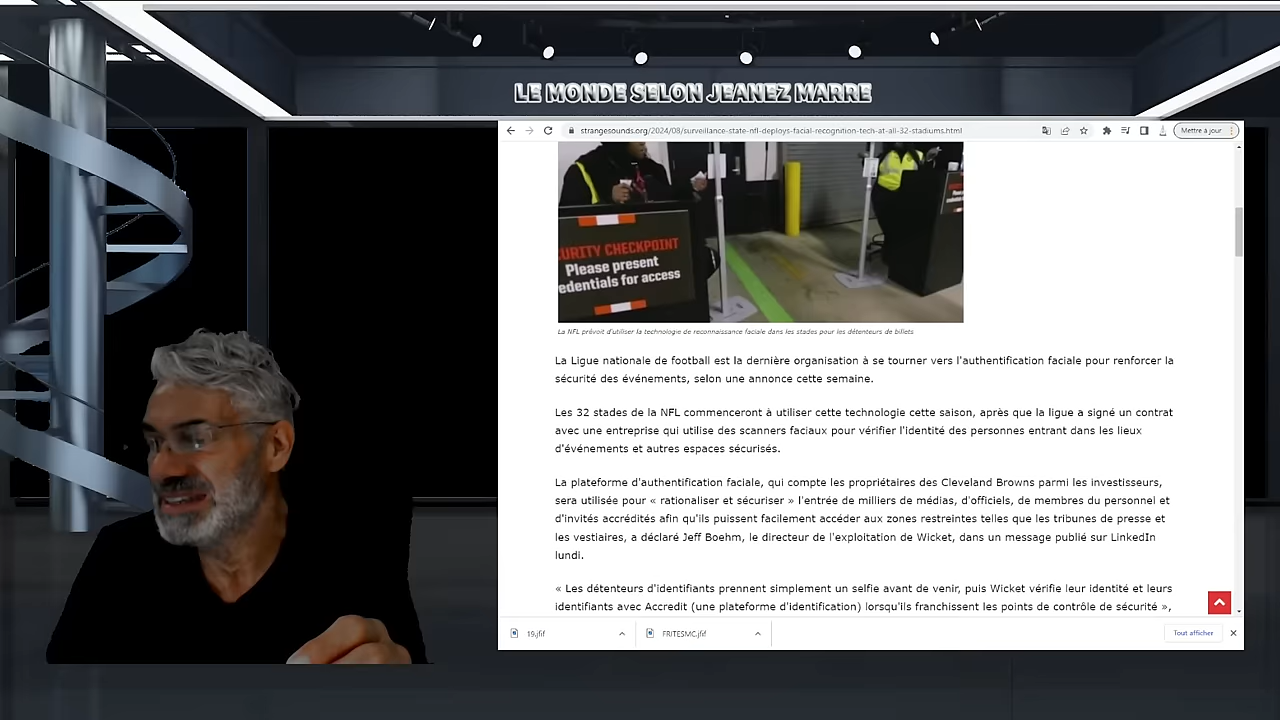 LE MONDE SELON JEANEZ MARRE
strangesounds.org/2024/08/surveillance-state-nfl-deploys-facial-recognition-tech-at-all-32-stadiums.html
Mettre à jour
URITY CHECKPOINT
Please present
edentials for access
La NFL prévoit d'utiliser la technologie de reconnaissance faciale dans les stades pour les détenteurs de billets
La Ligue nationale de football est la dernière organisation à se tourner vers l'authentification faciale pour renforcer la
sécurité des événements, selon une annonce cette semaine.
Les 32 stades de la NFL commenceront à utiliser cette technologie cette saison, après que la ligue a signé un contrat
avec une entreprise qui utilise des scanners faciaux pour vérifier l'identité des personnes entrant dans les lieux
d'événements et autres espaces sécurisés.
La plateforme d'authentification faciale, qui compte les propriétaires des Cleveland Browns parmi les investisseurs,
sera utilisée pour « rationaliser et sécuriser » l'entrée de milliers de médias, d'officiels, de membres du personnel et
d'invités accrédités afin qu'ils puissent facilement accéder aux zones restreintes telles que les tribunes de presse et
les vestiaires, a déclaré Jeff Boehm, le directeur de l'exploitation de Wicket, dans un message publié sur LinkedIn
lundi.
« Les détenteurs d'identifiants prennent simplement un selfie avant de venir, puis Wicket vérifie leur identité et leurs
identifiants avec Accredit (une plateforme d'identification) lorsqu'ils franchissent les points de contrôle de sécurité »,
19.jfif
FRITESMC.jfif
Tout afficher